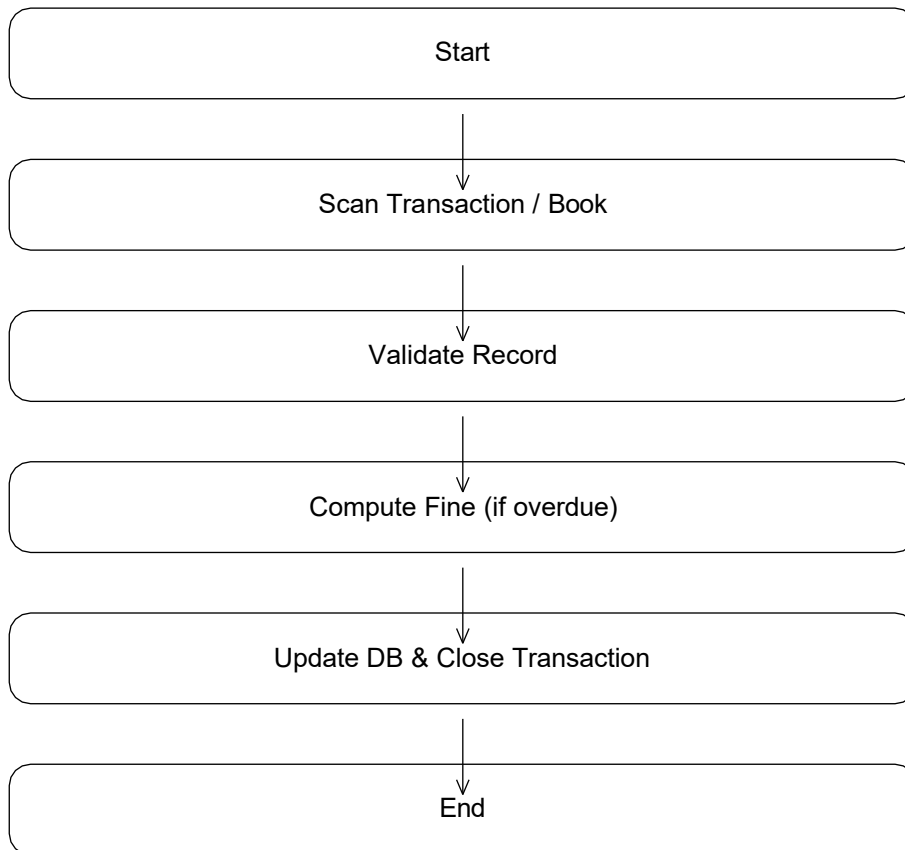 Start
Scan Transaction / Book
Validate Record
Compute Fine (if overdue)
Update DB & Close Transaction
End